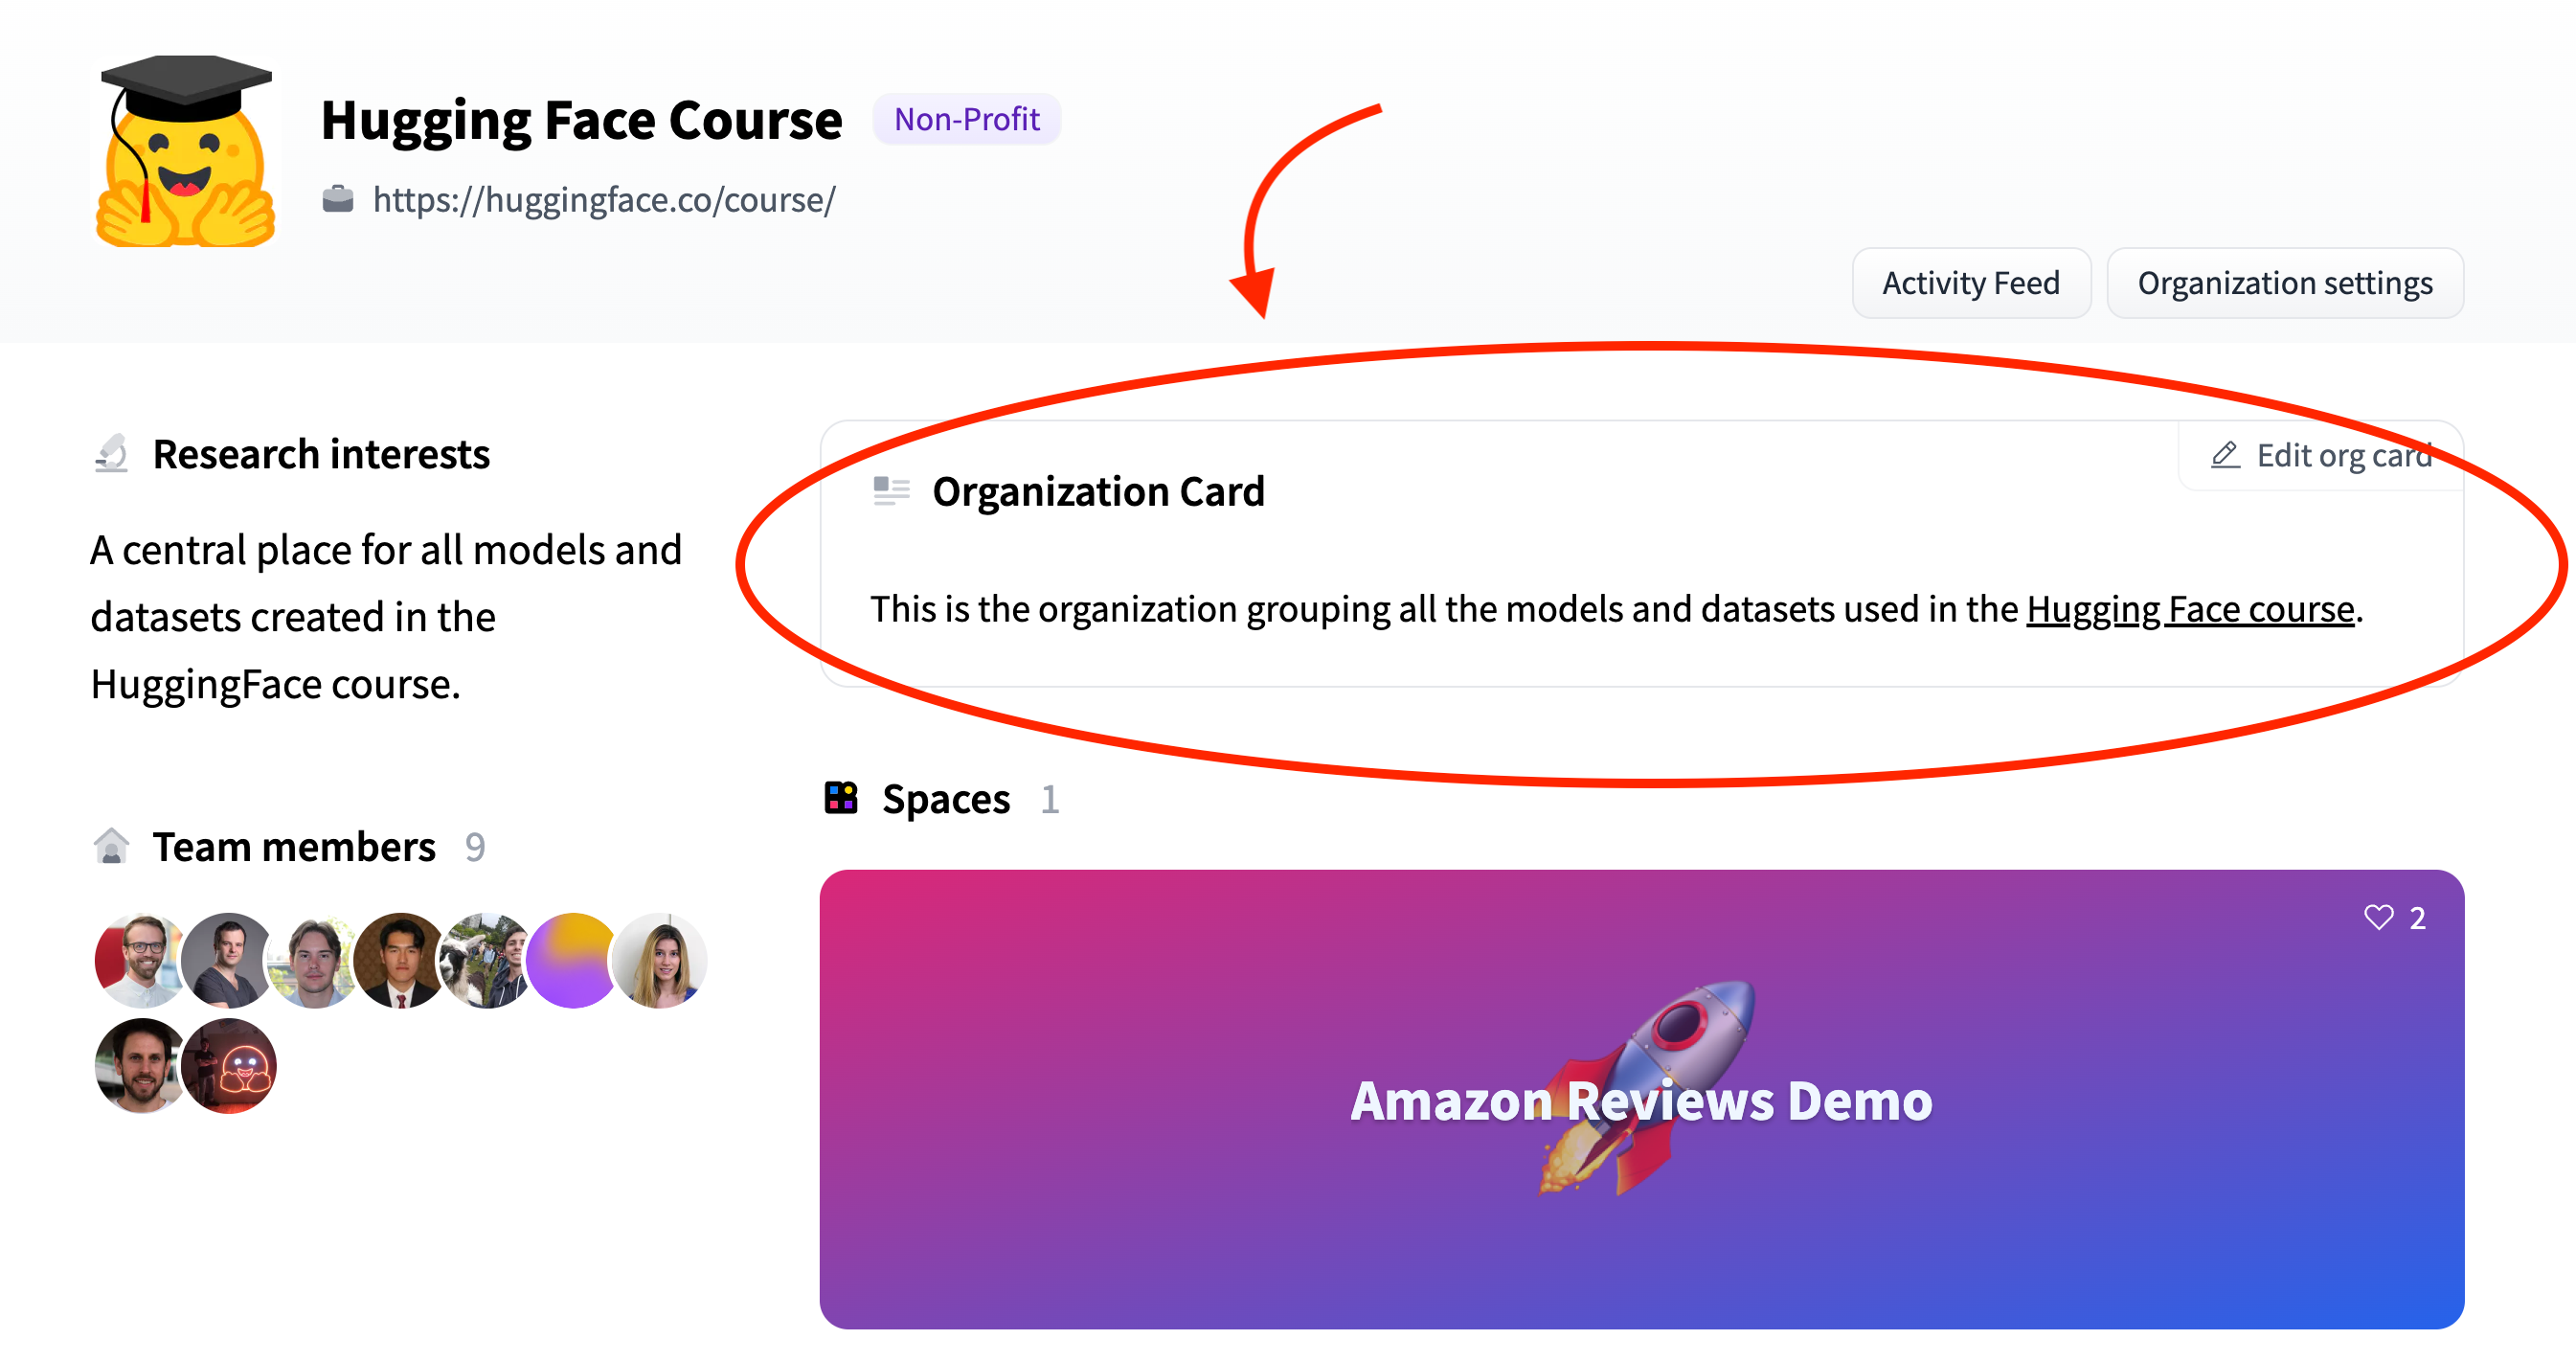 Hugging Face Course Non-Profit
https://huggingface.co/course/
Activity Feed Organization settings
Research interests
A central place for all models and
datasets created in the
HuggingFace course.
Team members 9
Edit org card
Organization Card
This is the organization grouping all the models and datasets used in the Hugging Face course.
Spaces 1
2
Amazon Reviews Demo